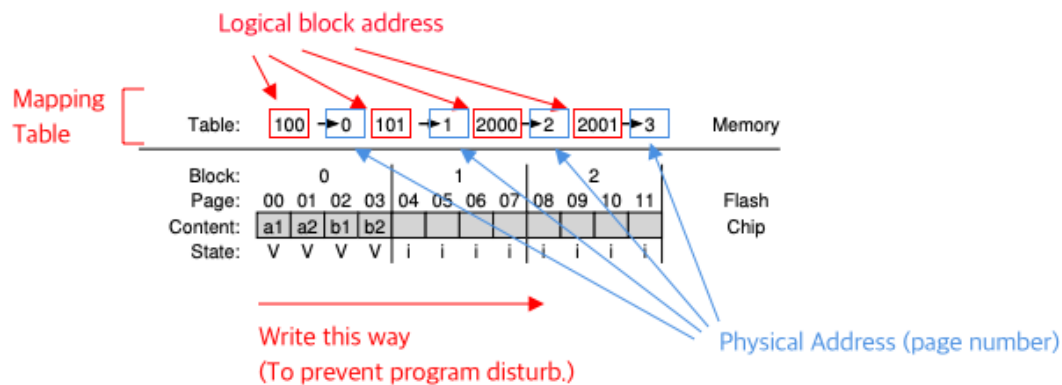 Logical block address
Mapping
Table
Table: 100 → 0 101 → 1 2000 → 2 2001 → 3 Memory
Block: 0 1 2
Page: 00 01 02 03 04 05 06 07 08 09 10 11 Flash
Content: a1 a2 b1 b2 Chip
State: V V V V i i i i i i i i
Write this way
(To prevent program disturb.)
Physical Address (page number)